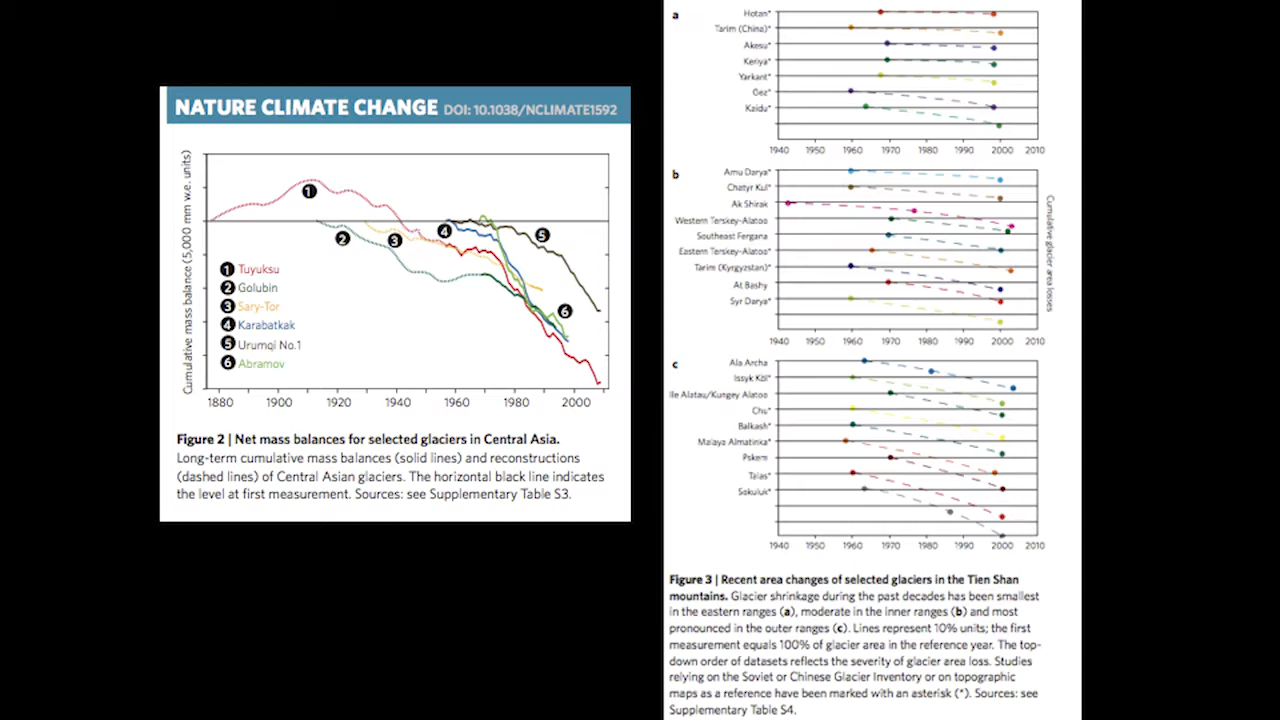 NATURE CLIMATE CHANGE DOI: 10.1038/NCLIMATE1592
Cumulative mass balance (5,000 mm w.e. units)
1
2
3
4
5
6
1 Tuyuksu
2 Golubin
3 Sary-Tor
4 Karabatkak
5 Urumqi No.1
6 Abramov
1880 1900 1920 1940 1960 1980 2000
Figure 2 | Net mass balances for selected glaciers in Central Asia.
Long-term cumulative mass balances (solid lines) and reconstructions
(dashed lines) of Central Asian glaciers. The horizontal black line indicates
the level at first measurement. Sources: see Supplementary Table S3.
a
Hotan*
Tarim (China)*
Akesu*
Keriya*
Yarkant*
Gez*
Kaidu*
1940 1950 1960 1970 1980 1990 2000 2010
b
Amu Darya*
Chatyr Kul*
Ak Shirak
Western Terskey-Alatoo
Southeast Fergana
Eastern Terskey-Alatoo*
Tarim (Kyrgyzstan)*
At Bashy
Syr Darya*
1940 1950 1960 1970 1980 1990 2000 2010
Cumulative glacier area losses
c
Ala Archa
Issyk Köl*
Ile Alatau/Kungey Alatoo
Chu*
Balkash*
Malaya Almatinka*
Pskem
Talas*
Sokuluk*
1940 1950 1960 1970 1980 1990 2000 2010
Figure 3 | Recent area changes of selected glaciers in the Tien Shan
mountains. Glacier shrinkage during the past decades has been smallest
in the eastern ranges (a), moderate in the inner ranges (b) and most
pronounced in the outer ranges (c). Lines represent 10% units; the first
measurement equals 100% of glacier area in the reference year. The top-
down order of datasets reflects the severity of glacier area loss. Studies
relying on the Soviet or Chinese Glacier Inventory or on topographic
maps as a reference have been marked with an asterisk (*). Sources: see
Supplementary Table S4.